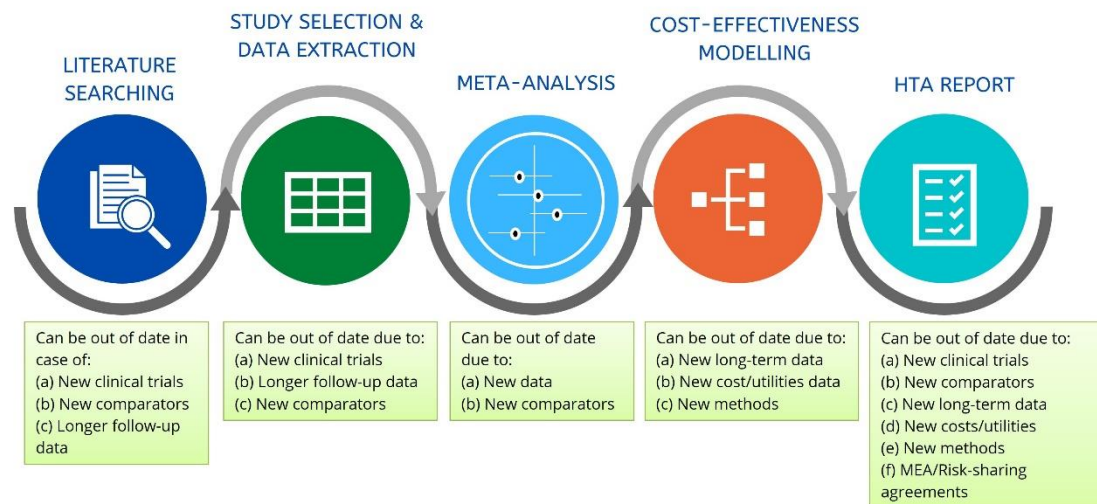 LITERATURE
SEARCHING
STUDY SELECTION &
DATA EXTRACTION
META-ANALYSIS
COST-EFFECTIVENESS
MODELLING
HTA REPORT
Can be out of date in
case of:
(a) New clinical trials
(b) New comparators
(c) Longer follow-up
data
Can be out of date due to:
(a) New clinical trials
(b) Longer follow-up data
(c) New comparators
Can be out of date
due to:
(a) New data
(b) New comparators
Can be out of date due to:
(a) New long-term data
(b) New cost/utilities data
(c) New methods
Can be out of date due to:
(a) New clinical trials
(b) New comparators
(c) New long-term data
(d) New costs/utilities
(e) New methods
(f) MEA/Risk-sharing
agreements